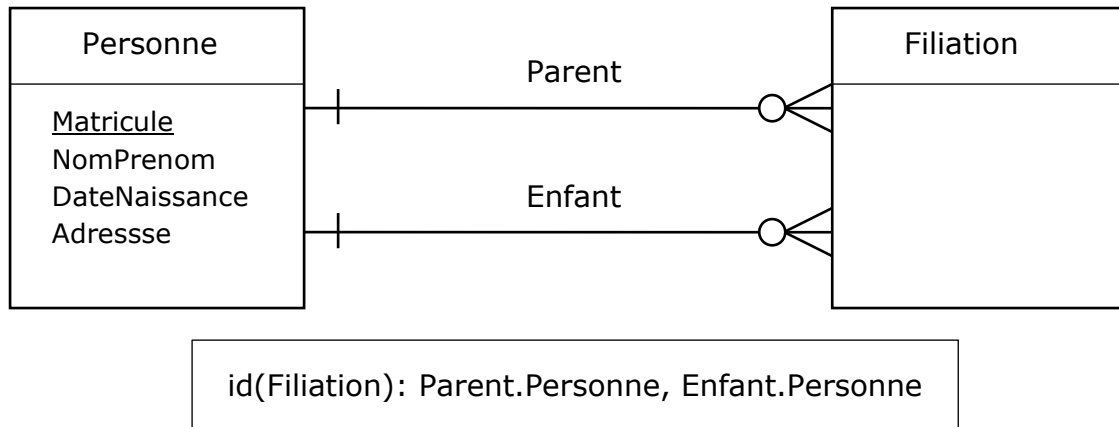 Personne
Filiation
Parent
Matricule
NomPrenom
DateNaissance
Enfant
Adressse
id(Filiation): Parent.Personne, Enfant.Personne